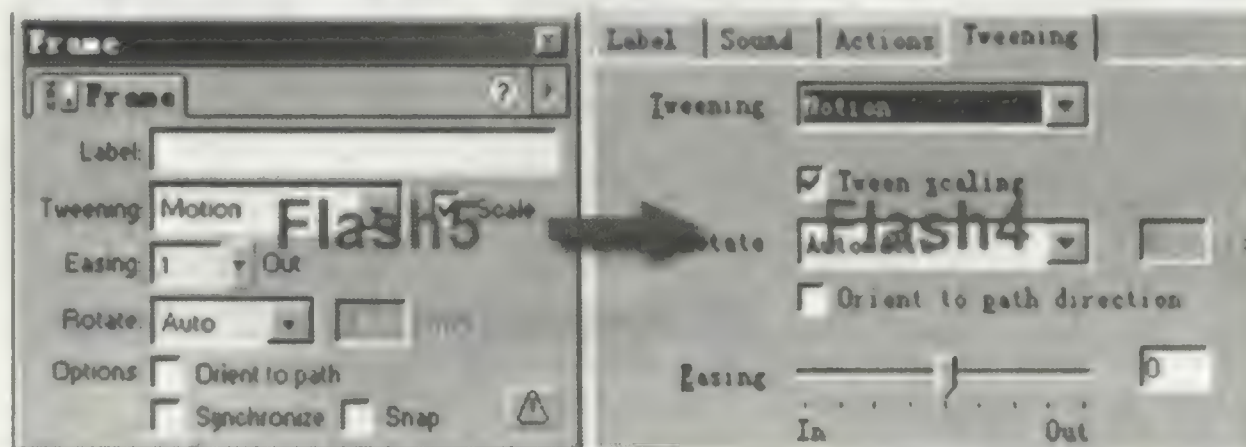 Frame
Frame
?
Label:
Tweening: Motion Scale
Easing: 1 Out
Rotate: Auto
Options: Orient to path
Synchronize Snap
Flash5
Label Sound Actions Tweening
Tweening Motion
Tween scaling
Automatic
Orient to path direction
Easing 0
In Out
Flash4